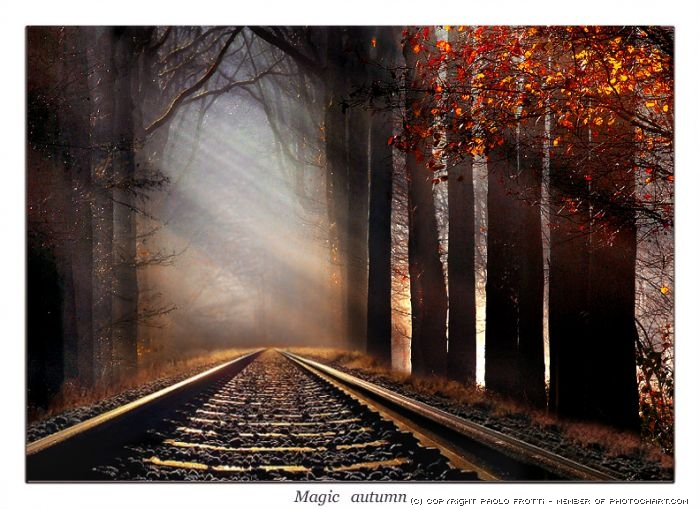 Magic autumn (C) COPYRIGHT PAOLO FROTTI - MEMBER OF PHOTOCHART.COM